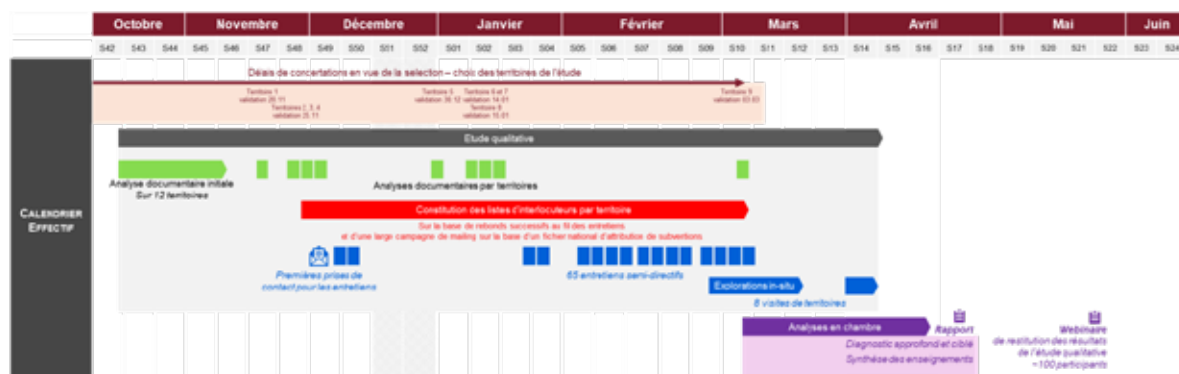 Octobre Novembre Décembre Janvier Février Mars Avril Mai Juin
S42 S43 S44 S45 S46 S47 S48 S49 S50 S51 S52 S01 S02 S03 S04 S05 S06 S07 S08 S09 S10 S11 S12 S13 S14 S15 S16 S17 S18 S19 S20 S21 S22 S23 S24
CALENDRIER
EFFECTIF
Délais de concertations en vue de la selection – choix des territoires de l'étude
Territoire 1
validation 20.11
Territoires 2, 3, 4
validation 25.11
Territoire 5
validation 30.12
Territoire 6 et 7
validation 14.01
Territoire 8
validation 15.01
Territoire 9
validation 03.03
Etude qualitative
Analyse documentaire initiale
Sur 12 territoires
Analyses documentaires par territoires
Constitution des listes d'interlocuteurs par territoire
Sur la base de rebonds successifs au fil des entretiens
et d'une large campagne de mailing sur la base d'un fichier national d'attribution de subventions
Premières prises de
contact pour les entretiens
65 entretiens semi-directifs
Explorations in-situ
8 visites de territoires
Analyses en chambre
Diagnostic approfond et ciblé
Synthèse des enseignements
Rapport
Webinaire
de restitution des résultats
de l'étude qualitative
~100 participants